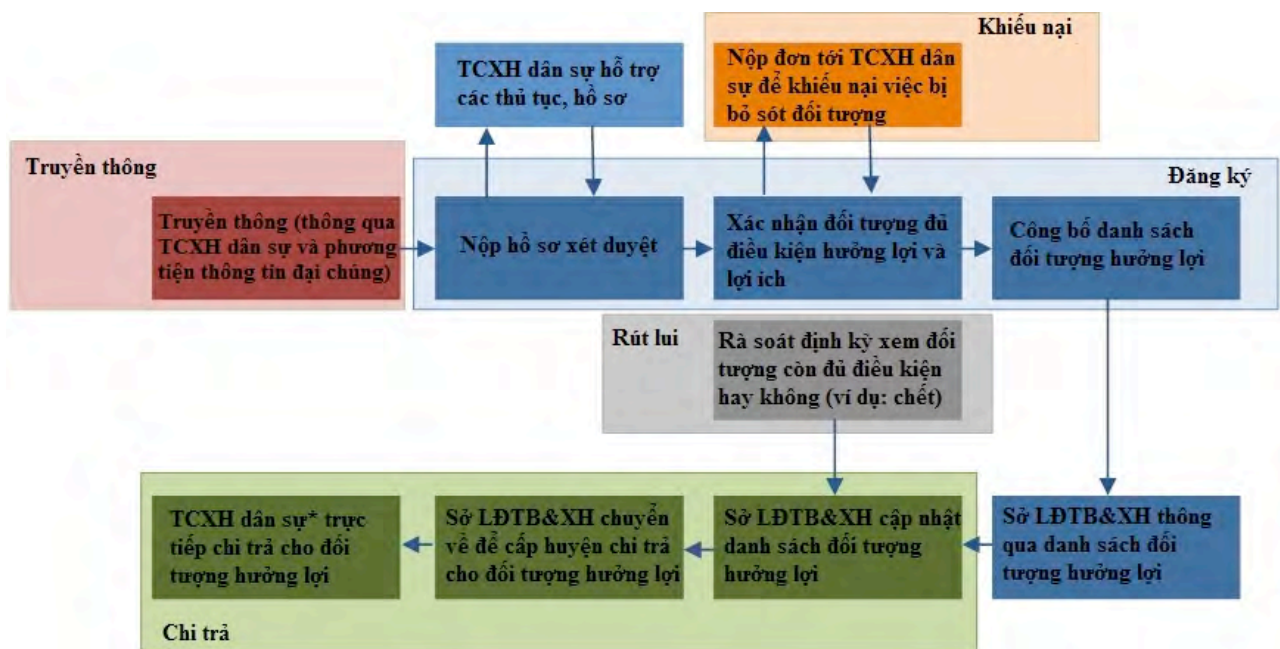 Khiếu nại
TCXH dân sự hỗ trợ
các thủ tục, hồ sơ
Nộp đơn tới TCXH dân
sự để khiếu nại việc bị
bỏ sót đối tượng
Truyền thông
Đăng ký
Truyền thông (thông qua
TCXH dân sự và phương
tiện thông tin đại chúng)
Nộp hồ sơ xét duyệt
Xác nhận đối tượng đủ
điều kiện hưởng lợi và
lợi ích
Công bố danh sách
đối tượng hưởng lợi
Rút lui
Rà soát định kỳ xem đối
tượng còn đủ điều kiện
hay không (ví dụ: chết)
TCXH dân sự* trực
tiếp chi trả cho đối
tượng hưởng lợi
Sở LĐTB&XH chuyển
về để cấp huyện chi trả
cho đối tượng hưởng lợi
Sở LĐTB&XH cập nhật
danh sách đối tượng
hưởng lợi
Sở LĐTB&XH thông
qua danh sách đối
tượng hưởng lợi
Chi trả